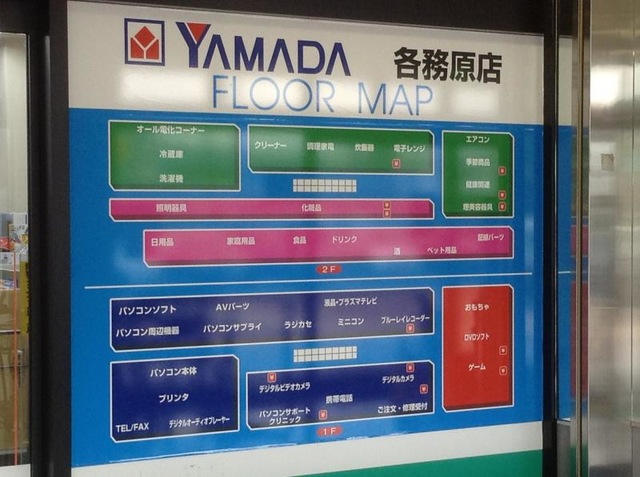 YAMADA 各務原店
FLOOR MAP
オール電化コーナー
冷蔵庫
洗濯機
クリーナー 調理家電 炊飯器 電子レンジ
エアコン
季節商品
健康関連
理美容器具
照明器具 化粧品
日用品 家庭用品 食品 ドリンク 酒 ペット用品 配線パーツ
2F
パソコンソフト AVパーツ 液晶・プラズマテレビ
パソコン周辺機器 パソコンサプライ ラジカセ ミニコン ブルーレイレコーダー
おもちゃ
DVDソフト
ゲーム
パソコン本体
プリンタ
TEL/FAX デジタルオーディオプレーヤー
デジタルビデオカメラ デジタルカメラ
携帯電話
パソコンサポート
クリニック
ご注文・修理受付
1F